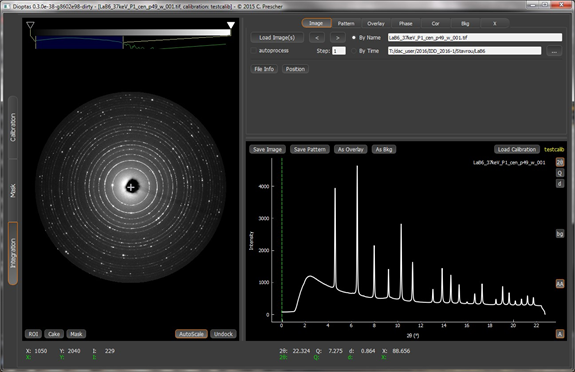 Dioptas 0.3.0e-38-g8602e98-dirty - [LaB6_37keV_P1_cen_p49_w_001.tif, calibration: testcalib] - © 2015 C. Prescher
Image Pattern Overlay Phase Cor Bkg X
Load Image(s) < > By Name LaB6_37keV_P1_cen_p49_w_001.tif
autoprocess Step: 1 By Time T:/dac_user/2016/IDD_2016-1/Stavrou/LaB6 ...
File Info Position
Calibration
Mask
Integration
Save Image Save Pattern As Overlay As Bkg Load Calibration testcalib
LaB6_37keV_P1_cen_p49_w_001
2θ
Q
d
bg
AA
A
Intensity
4000
3000
2000
1000
0
0 2 4 6 8 10 12 14 16 18 20 22
2θ (°)
ROI Cake Mask AutoScale Undock
X: 1050 Y: 2040 I: 229 2θ: 22.324 Q: 7.275 d: 0.864 X: 88.656
X: Y: I: 2θ: Q: d: X: